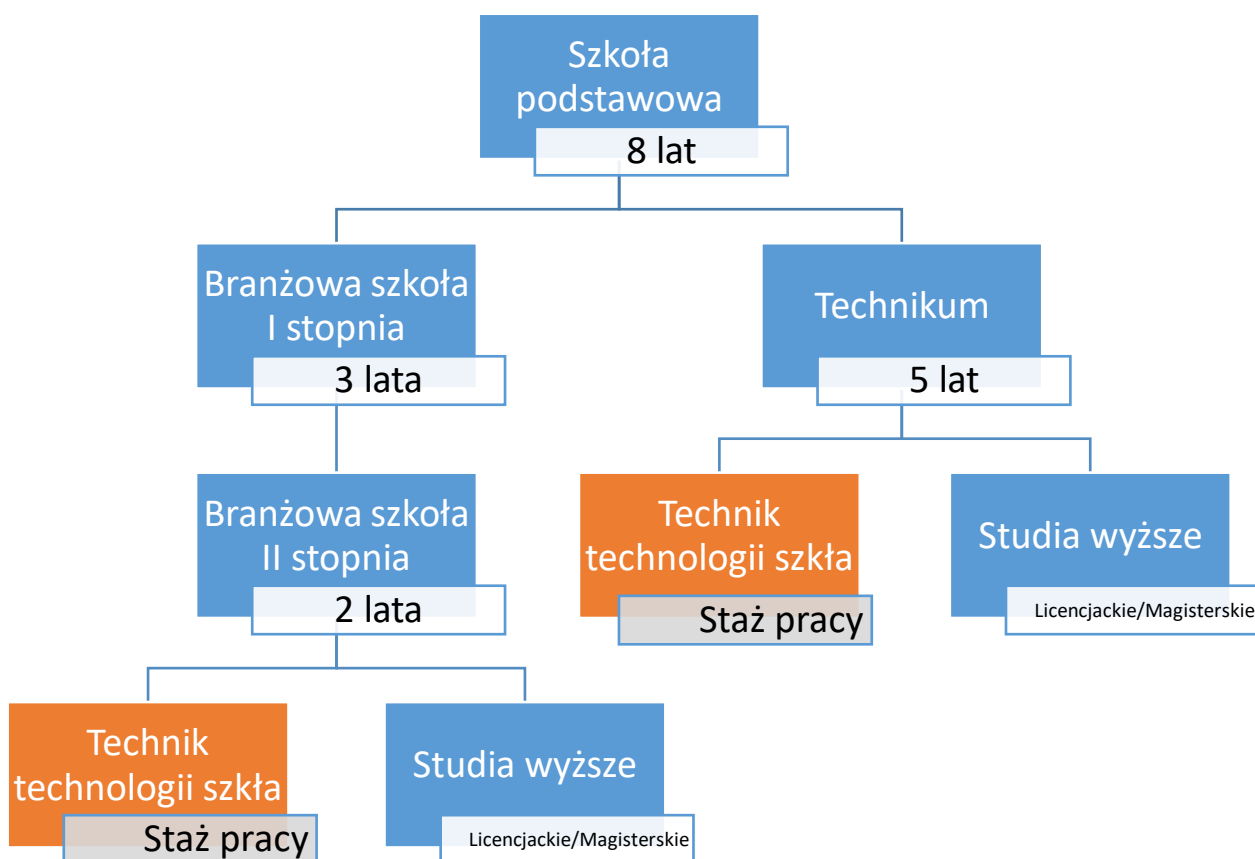 Szkoła
podstawowa
8 lat
Branżowa szkoła
I stopnia
3 lata
Technikum
5 lat
Branżowa szkoła
II stopnia
2 lata
Technik
technologii szkła
Staż pracy
Studia wyższe
Licencjackie/Magisterskie
Technik
technologii szkła
Staż pracy
Studia wyższe
Licencjackie/Magisterskie